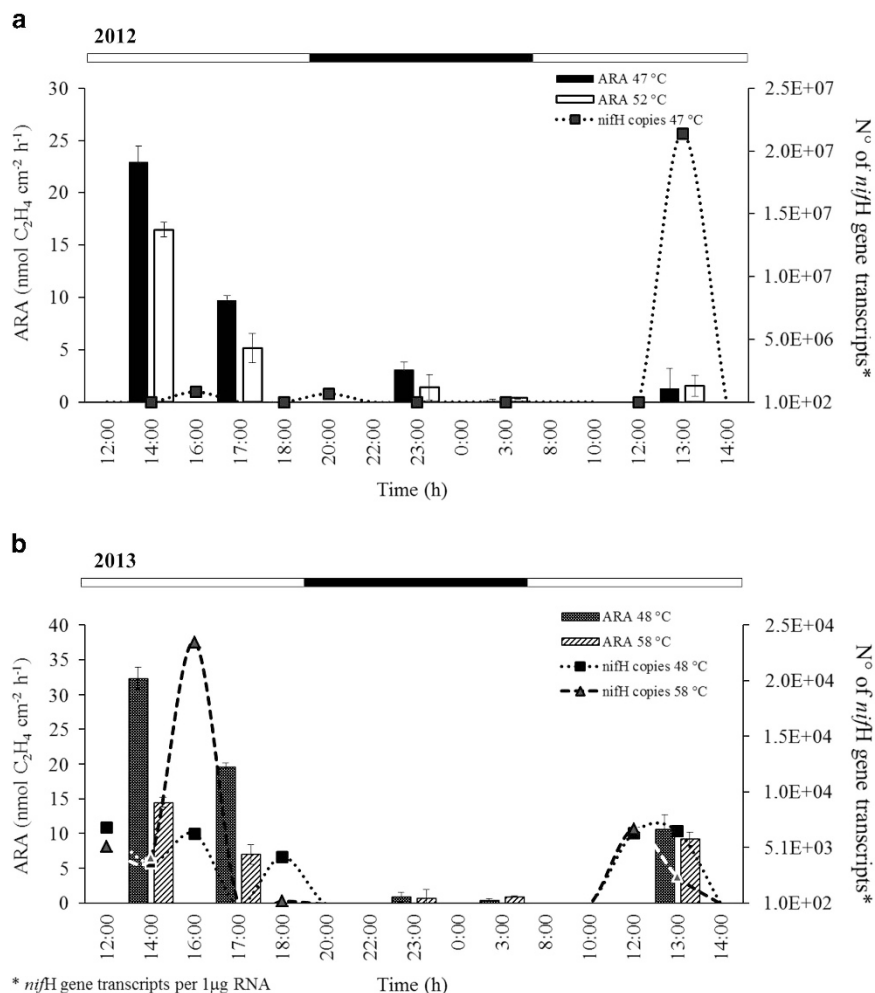 a
2012
ARA 47 °C
ARA 52 °C
nifH copies 47 °C
ARA (nmol C₂H₄ cm⁻² h⁻¹)
30
25
20
15
10
5
0
N° of nifH gene transcripts*
2.5E+07
2.0E+07
1.5E+07
1.0E+07
5.0E+06
1.0E+02
12:00 14:00 16:00 17:00 18:00 20:00 22:00 23:00 0:00 3:00 8:00 10:00 12:00 13:00 14:00
Time (h)
b
2013
ARA 48 °C
ARA 58 °C
nifH copies 48 °C
nifH copies 58 °C
ARA (nmol C₂H₄ cm⁻² h⁻¹)
40
35
30
25
20
15
10
5
0
N° of nifH gene transcripts*
2.5E+04
2.0E+04
1.5E+04
1.0E+04
5.1E+03
1.0E+02
12:00 14:00 16:00 17:00 18:00 20:00 22:00 23:00 0:00 3:00 8:00 10:00 12:00 13:00 14:00
Time (h)
* nifH gene transcripts per 1µg RNA